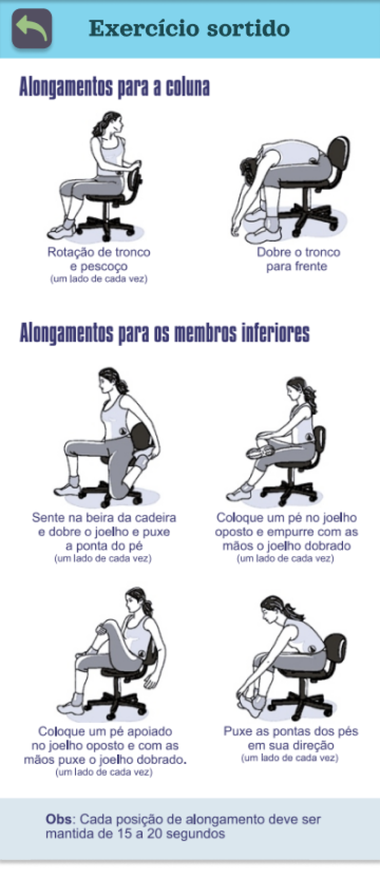 Exercício sortido
Alongamentos para a coluna
Rotação de tronco
e pescoço
(um lado de cada vez)
Dobre o tronco
para frente
Alongamentos para os membros inferiores
Sente na beira da cadeira
e dobre o joelho e puxe
a ponta do pé
(um lado de cada vez)
Coloque um pé no joelho
oposto e empurre com as
mãos o joelho dobrado
(um lado de cada vez)
Coloque um pé apoiado
no joelho oposto e com as
mãos puxe o joelho dobrado.
(um lado de cada vez)
Puxe as pontas dos pés
em sua direção
(um lado de cada vez)
Obs: Cada posição de alongamento deve ser
mantida de 15 a 20 segundos